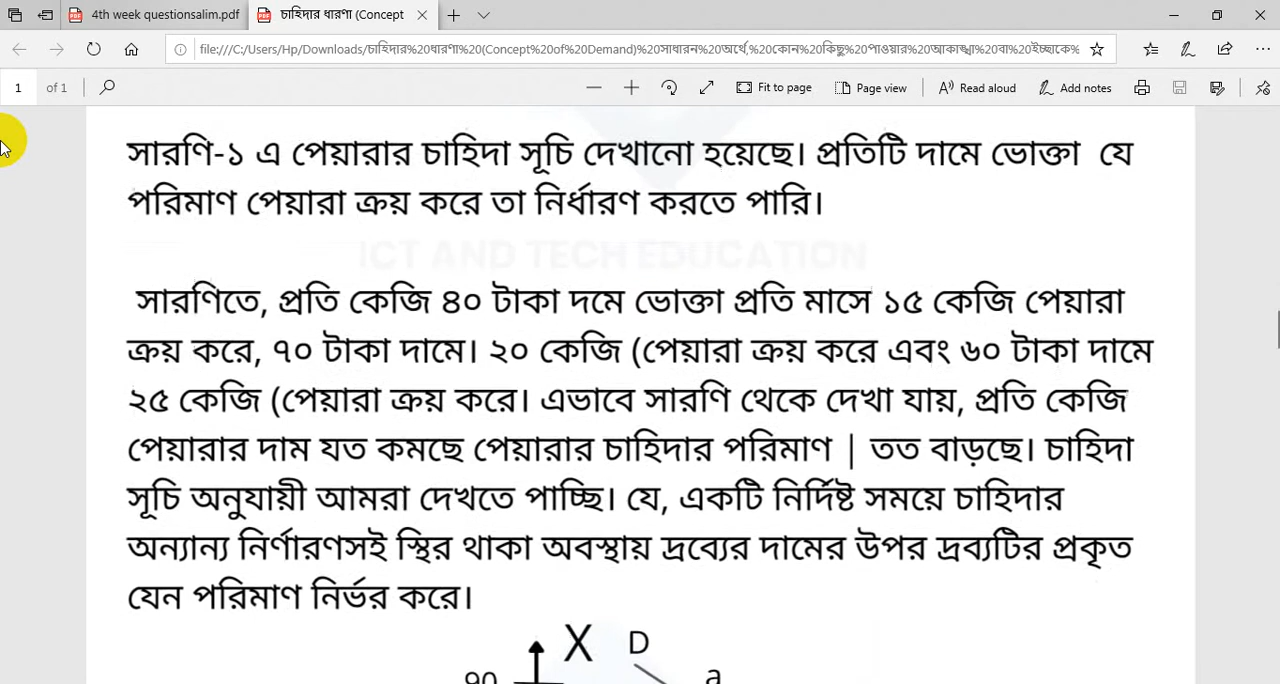 4th week questionsalim.pdf
চাহিদার ধারণা (Concept
file:///C:/Users/Hp/Downloads/চাহিদার%20ধারণা%20(Concept%20of%20Demand)%20সাধারন%20অর্থে,%20কোন%20কিছু%20পাওয়ার%20আকাঙ্খা%20বা%20ইচ্ছাকে%
1 of 1
Fit to page
Page view
Read aloud
Add notes
সারণি-১ এ পেয়ারার চাহিদা সূচি দেখানো হয়েছে। প্রতিটি দামে ভোক্তা যে
পরিমাণ পেয়ারা ক্রয় করে তা নির্ধারণ করতে পারি।
ICT AND TECH EDUCATION
সারণিতে, প্রতি কেজি ৪০ টাকা দমে ভোক্তা প্রতি মাসে ১৫ কেজি পেয়ারা
ক্রয় করে, ৭০ টাকা দামে। ২০ কেজি (পেয়ারা ক্রয় করে এবং ৬০ টাকা দামে
২৫ কেজি (পেয়ারা ক্রয় করে। এভাবে সারণি থেকে দেখা যায়, প্রতি কেজি
পেয়ারার দাম যত কমছে পেয়ারার চাহিদার পরিমাণ | তত বাড়ছে। চাহিদা
সূচি অনুযায়ী আমরা দেখতে পাচ্ছি। যে, একটি নির্দিষ্ট সময়ে চাহিদার
অন্যান্য নির্ণারণসই স্থির থাকা অবস্থায় দ্রব্যের দামের উপর দ্রব্যটির প্রকৃত
যেন পরিমাণ নির্ভর করে।
X D
90 a